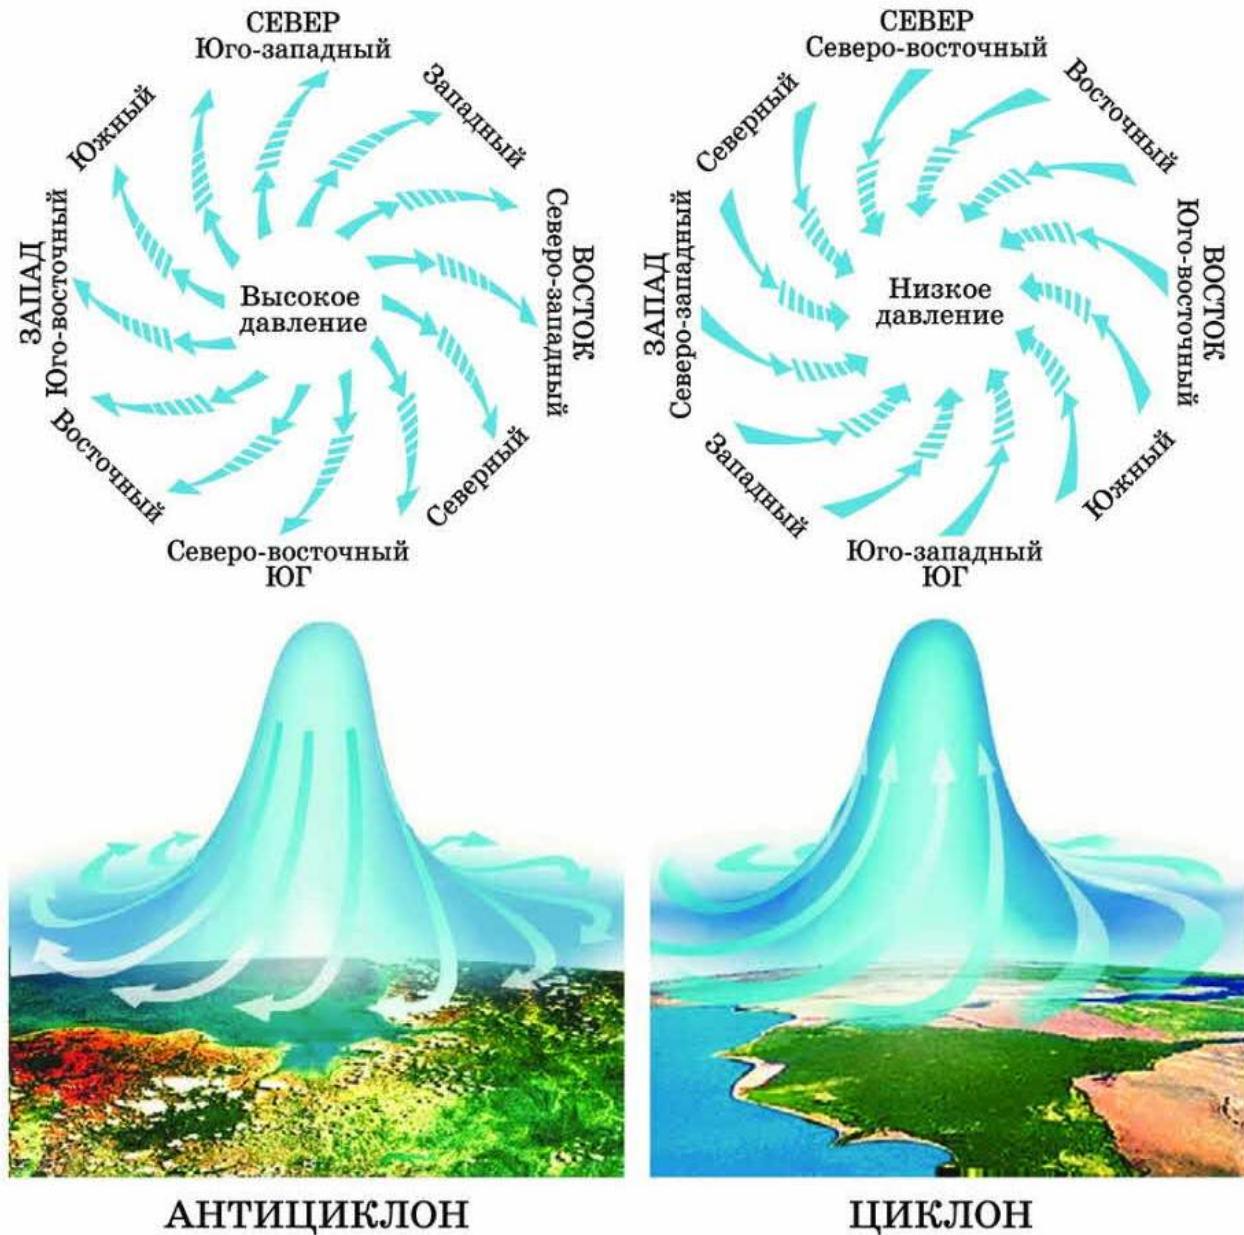 СЕВЕР
Юго-западный
Западный
Южный
ЗАПАД
Юго-восточный
Высокое
давление
Северо-западный
ВОСТОК
Восточный
Северный
Северо-восточный
ЮГ
СЕВЕР
Северо-восточный
Восточный
Северный
ЗАПАД
Северо-западный
Низкое
давление
Юго-восточный
ВОСТОК
Западный
Южный
Юго-западный
ЮГ
АНТИЦИКЛОН
ЦИКЛОН